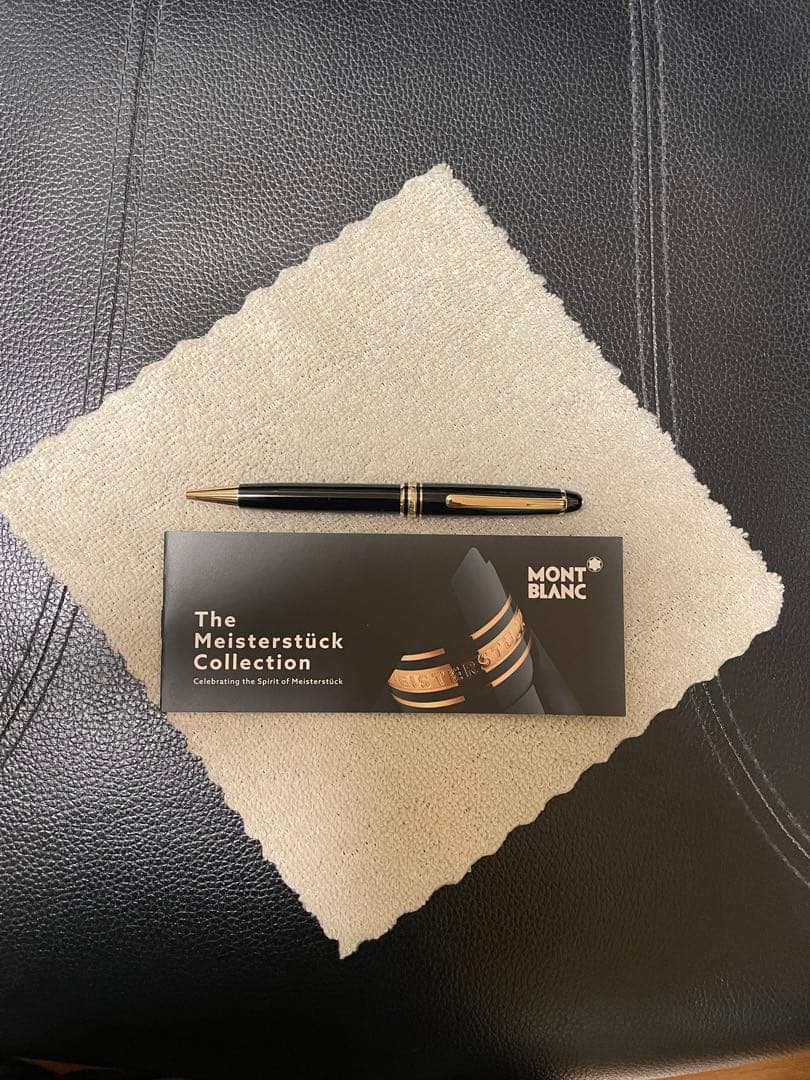 MONT
BLANC
The
Meisterstück
Collection
Celebrating the Spirit of Meisterstück